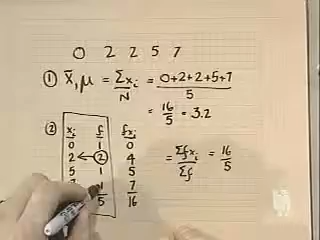 0 2 2 5 7
① x̄, μ = Σxᵢ / N = 0+2+2+5+7 / 5
= 16/5 = 3.2
② xᵢ f fxᵢ
0 1 0
2 ← ② 4 = Σfxᵢ / Σf = 16/5
5 1 5
1 7
5 16